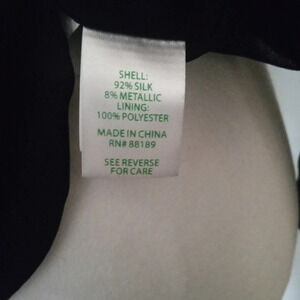 SHELL:
92% SILK
8% METALLIC
LINING:
100% POLYESTER
MADE IN CHINA
RN# 88189
SEE REVERSE
FOR CARE